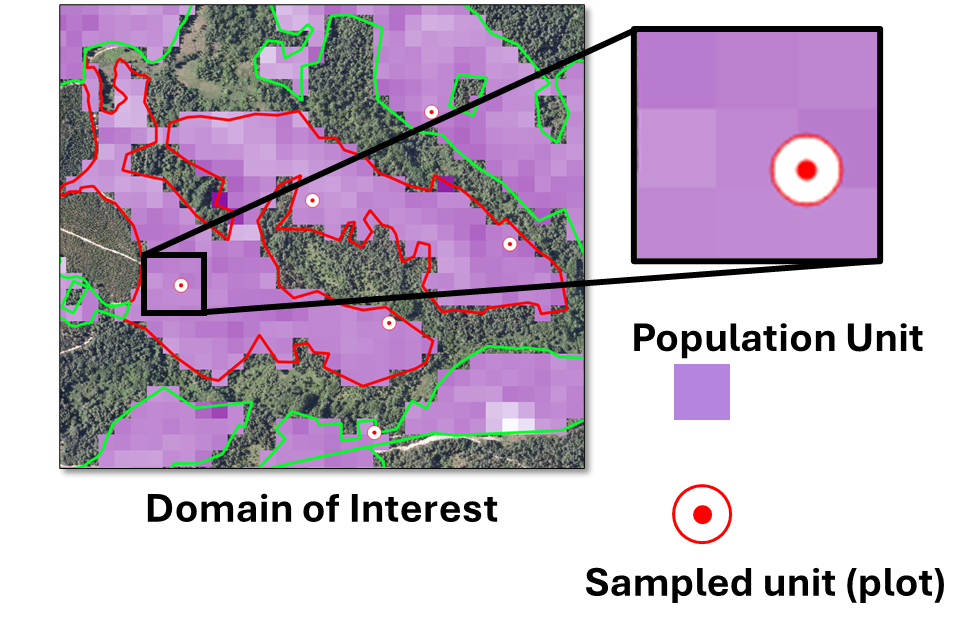 Population Unit
Domain of Interest
Sampled unit (plot)